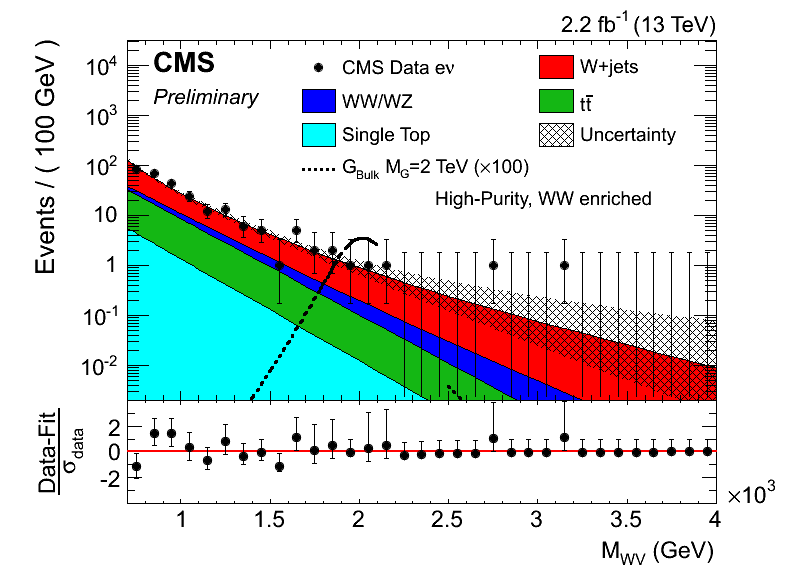 2.2 fb⁻¹ (13 TeV)
CMS
Preliminary
CMS Data eν
W+jets
WW/WZ
tt̄
Single Top
Uncertainty
G_Bulk M_G=2 TeV (×100)
High-Purity, WW enriched
Events / ( 100 GeV )
10⁴
10³
10²
10
1
10⁻¹
10⁻²
Data-Fit
σ_data
2
0
-2
1
1.5
2
2.5
3
3.5
4
×10³
M_WV (GeV)